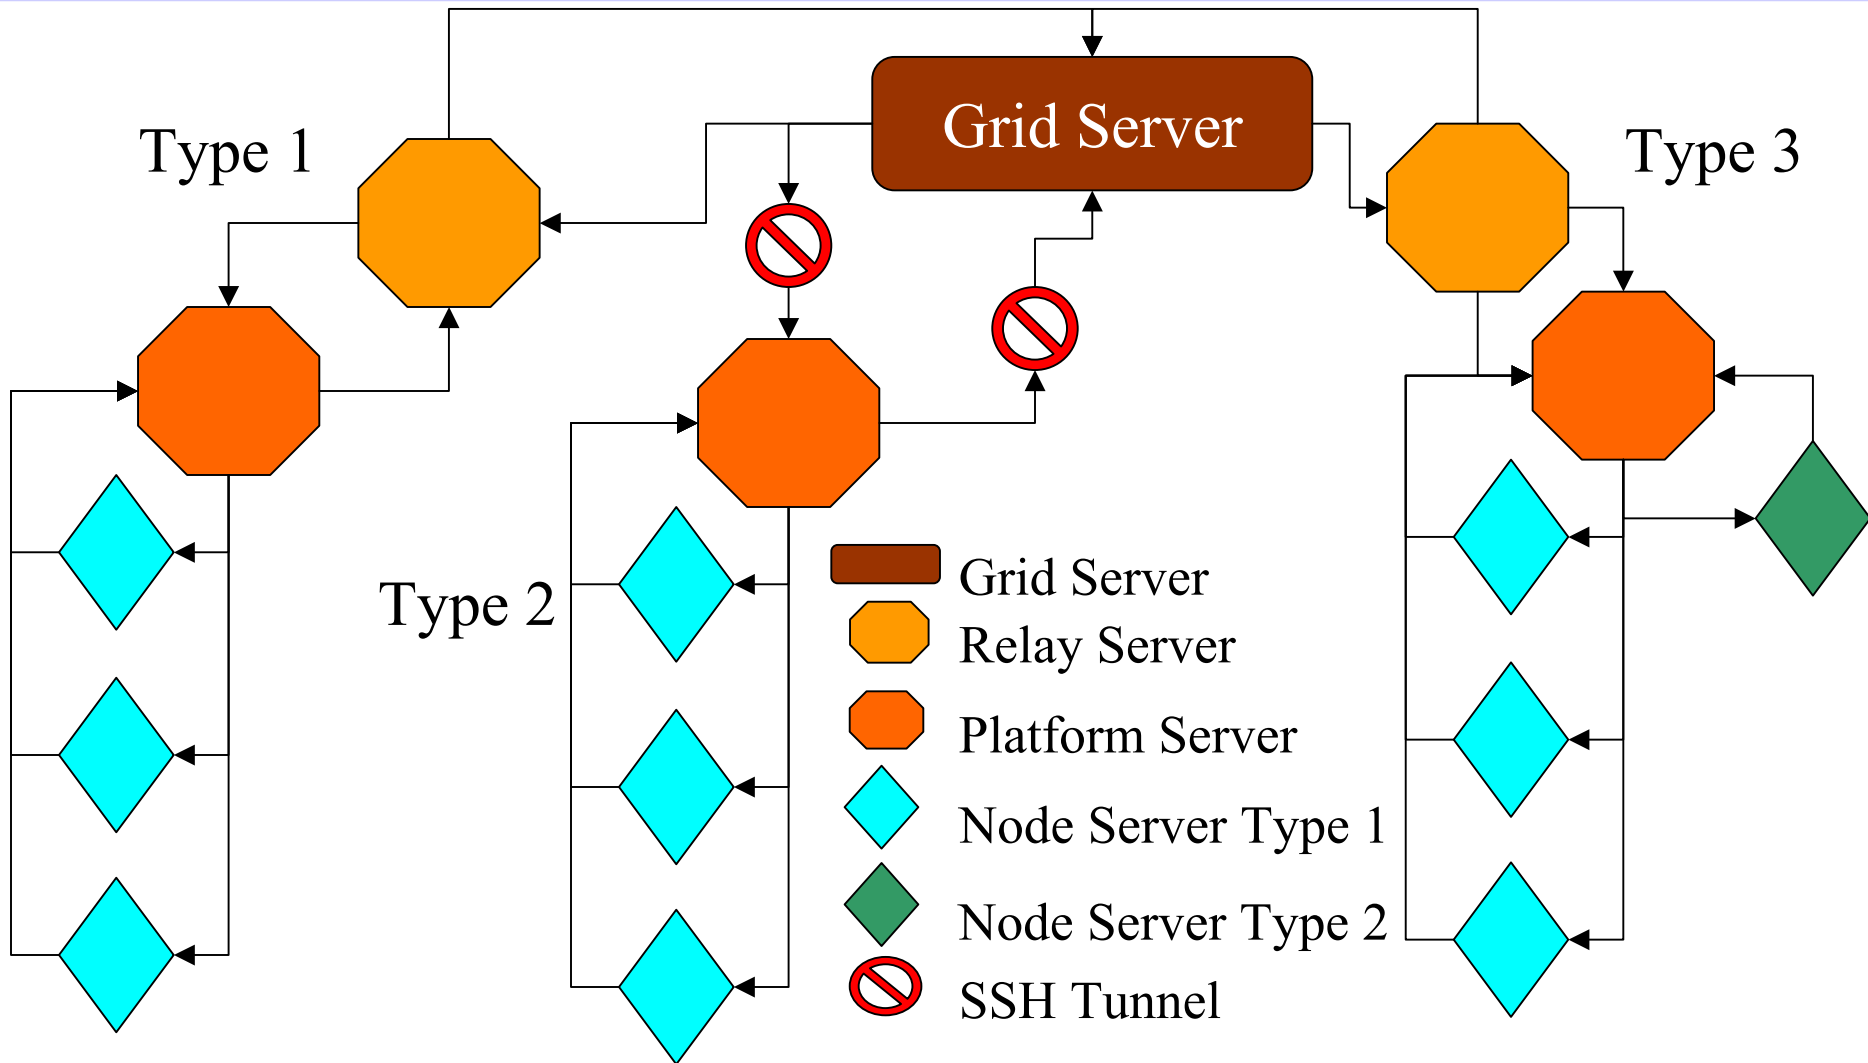 Grid Server
Type 1
Type 3
Type 2
Grid Server
Relay Server
Platform Server
Node Server Type 1
Node Server Type 2
SSH Tunnel